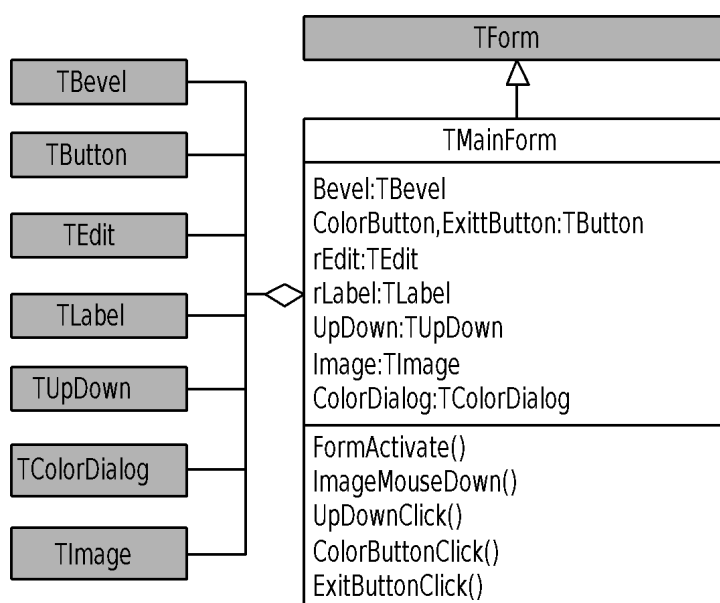 TForm
TBevel
TButton
TEdit
TLabel
TUpDown
TColorDialog
TImage
TMainForm
Bevel:TBevel
ColorButton,ExittButton:TButton
rEdit:TEdit
rLabel:TLabel
UpDown:TUpDown
Image:TImage
ColorDialog:TColorDialog
FormActivate()
ImageMouseDown()
UpDownClick()
ColorButtonClick()
ExitButtonClick()